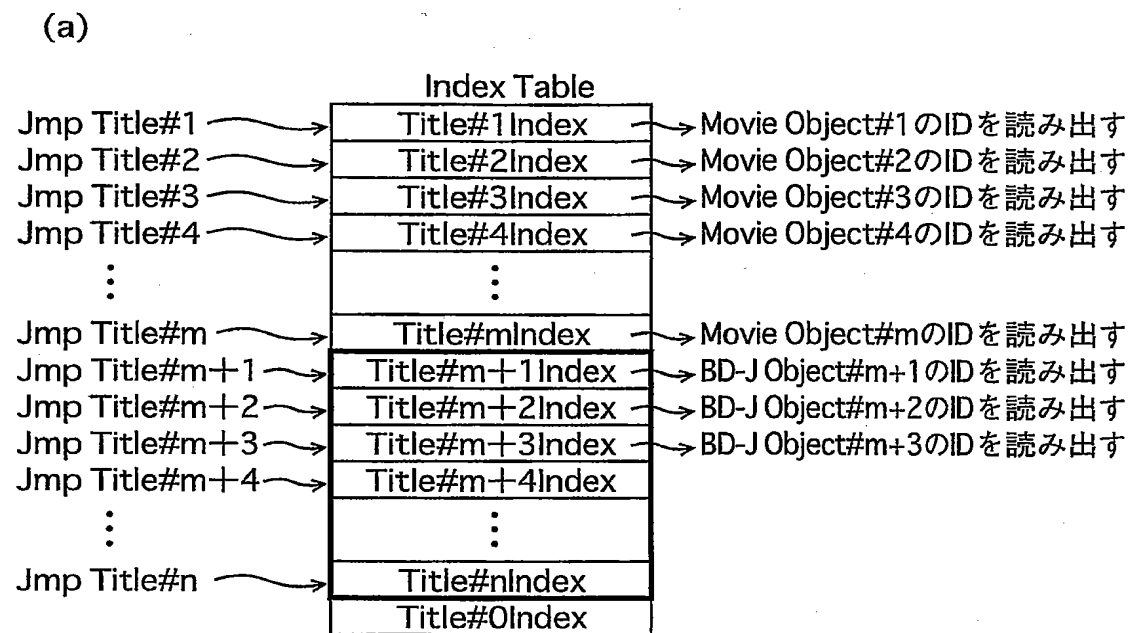 (a)
Index Table
Jmp Title#1 Title#1Index Movie Object#1のIDを読み出す
Jmp Title#2 Title#2Index Movie Object#2のIDを読み出す
Jmp Title#3 Title#3Index Movie Object#3のIDを読み出す
Jmp Title#4 Title#4Index Movie Object#4のIDを読み出す
Jmp Title#m Title#mIndex Movie Object#mのIDを読み出す
Jmp Title#m+1 Title#m+1Index BD-J Object#m+1のIDを読み出す
Jmp Title#m+2 Title#m+2Index BD-J Object#m+2のIDを読み出す
Jmp Title#m+3 Title#m+3Index BD-J Object#m+3のIDを読み出す
Jmp Title#m+4 Title#m+4Index
Jmp Title#n Title#nIndex
Title#0Index